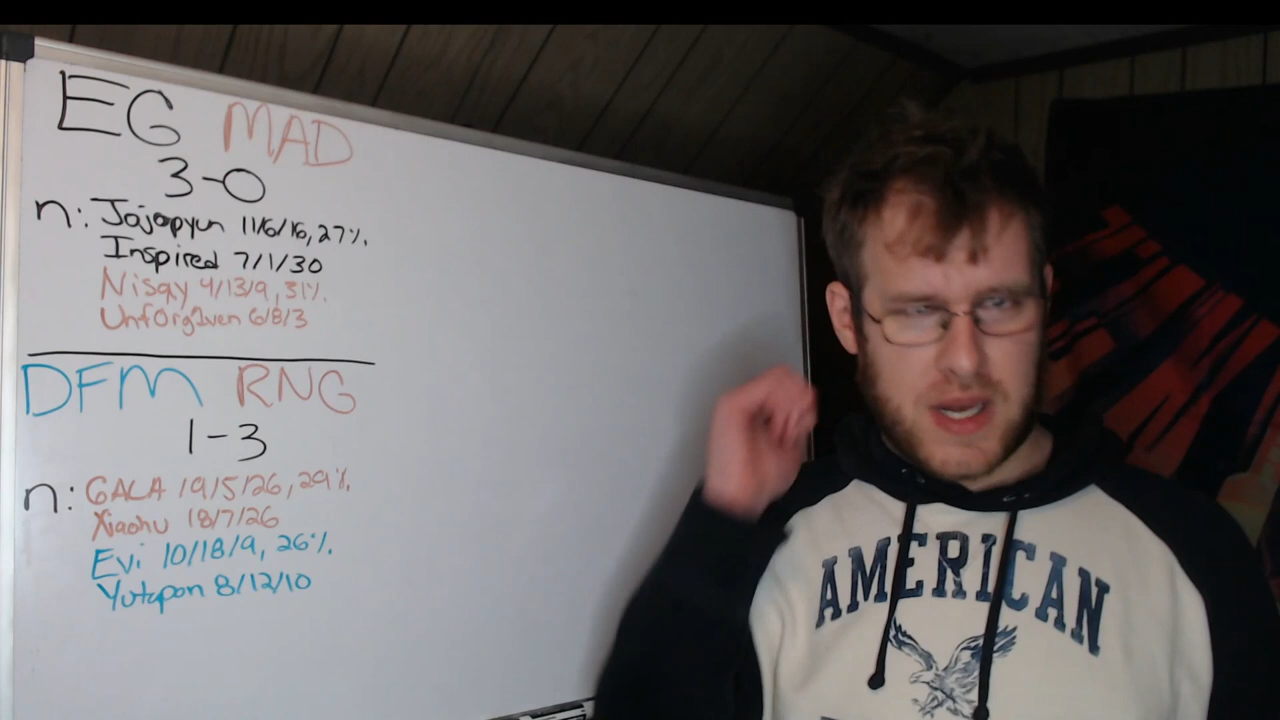 EG MAD
3-0
n: Jojopyun 11/6/16, 27%.
Inspired 7/1/30
Nisqy 4/13/9, 31%.
Unforgiven 6/8/3
DFM RNG
1-3
n: GALA 19/5/26, 29%.
Xiaohu 18/7/26
Evi 10/18/9, 26%.
Yutapon 8/12/10
AMERICAN